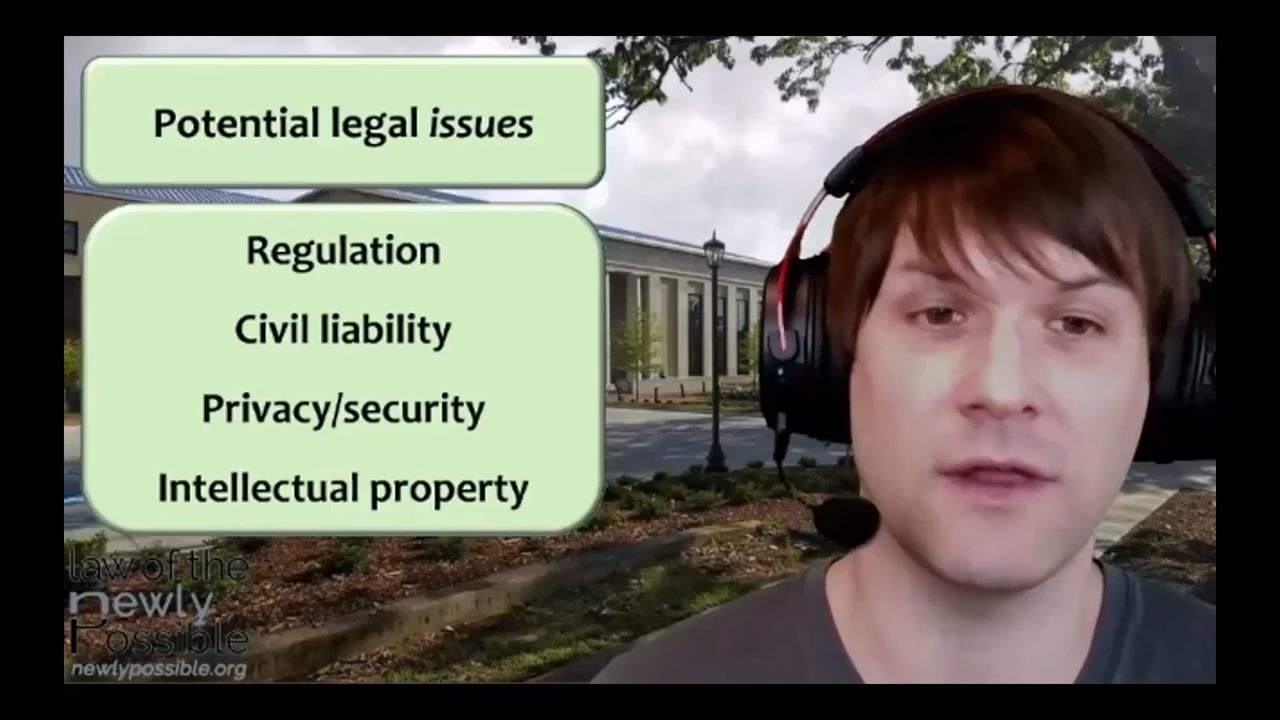 Potential legal issues
Regulation
Civil liability
Privacy/security
Intellectual property
law of the
newly
Possible
newlypossible.org